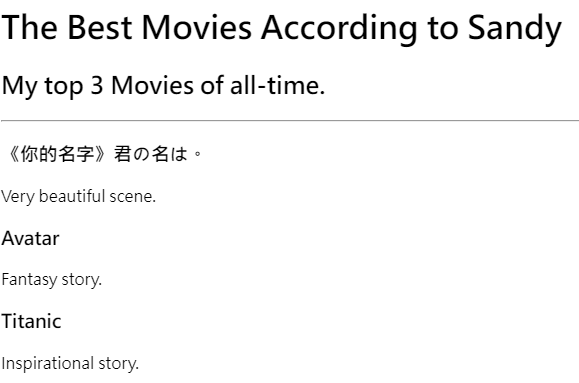 The Best Movies According to Sandy
My top 3 Movies of all-time.
《你的名字》君の名は。
Very beautiful scene.
Avatar
Fantasy story.
Titanic
Inspirational story.